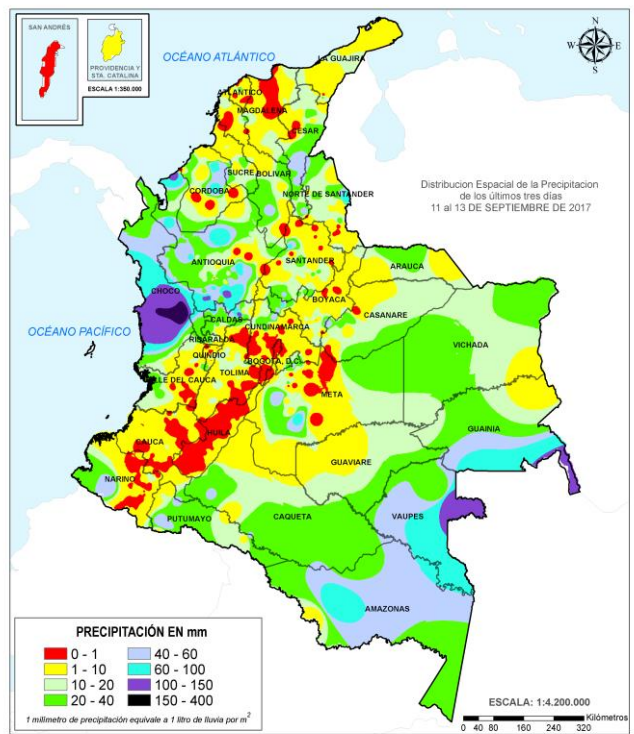 SAN ANDRÉS
PROVIDENCIA Y
STA. CATALINA
ESCALA 1:350.000
OCÉANO ATLÁNTICO
N
W
E
S
LA GUAJIRA
ATLANTICO
MAGDALENA
CESAR
SUCRE
BOLIVAR
CORDOBA
NORTE DE SANTANDER
Distribucion Espacial de la Precipitacion
de los últimos tres días
11 al 13 DE SEPTIEMBRE DE 2017
ANTIOQUIA
SANTANDER
ARAUCA
CHOCO
BOYACA
CASANARE
OCÉANO PACÍFICO
CALDAS
CUNDINAMARCA
RISARALDA
VICHADA
QUINDIO
BOGOTA, D.C.
TOLIMA
VALLE DEL CAUCA
META
GUAINIA
HUILA
CAUCA
GUAVIARE
NARIÑO
PUTUMAYO
CAQUETA
VAUPES
AMAZONAS
PRECIPITACIÓN EN mm
0 - 1
40 - 60
1 - 10
60 - 100
10 - 20
100 - 150
20 - 40
150 - 400
1 milímetro de precipitación equivale a 1 litro de lluvia por m²
ESCALA: 1:4.200.000
Kilómetros
0 40 80 160 240 320